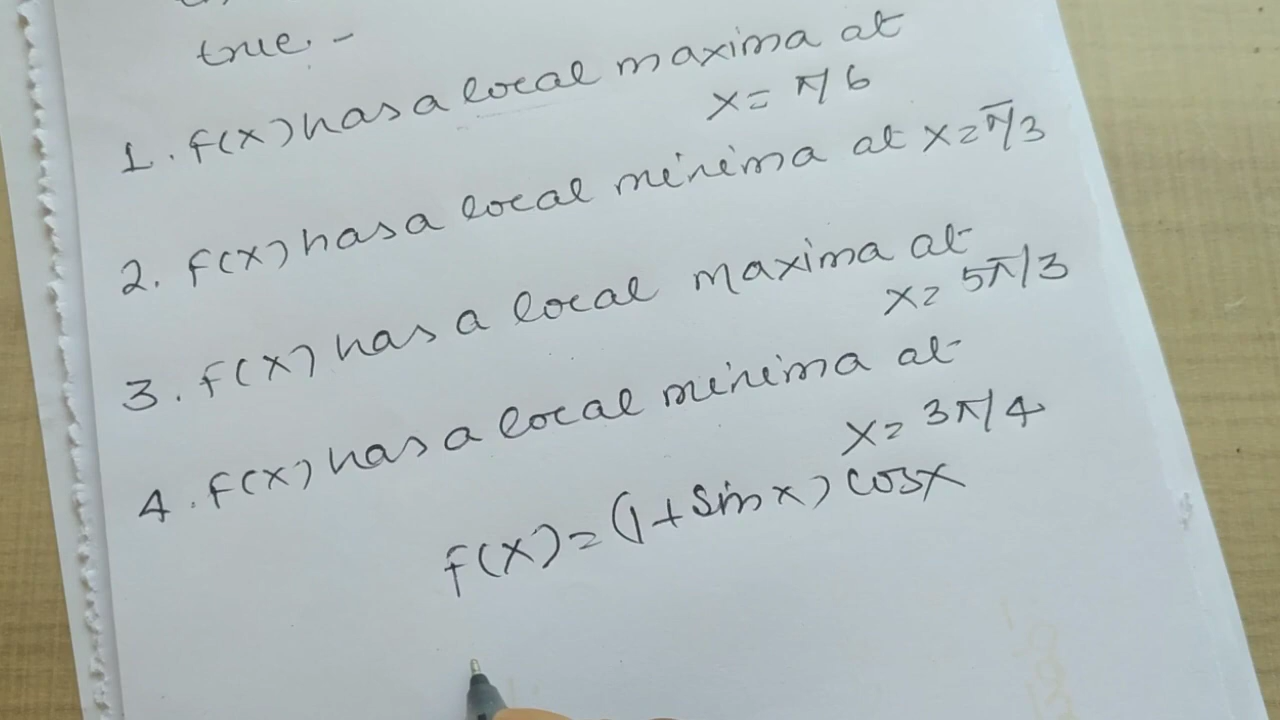 true. -
1. f(x) has a local maxima at
x = π/6
2. f(x) has a local minima at x = π/3
3. f(x) has a local maxima at
x = 5π/3
4. f(x) has a local minima at
x = 3π/4
f(x) = (1 + sin x) cos x